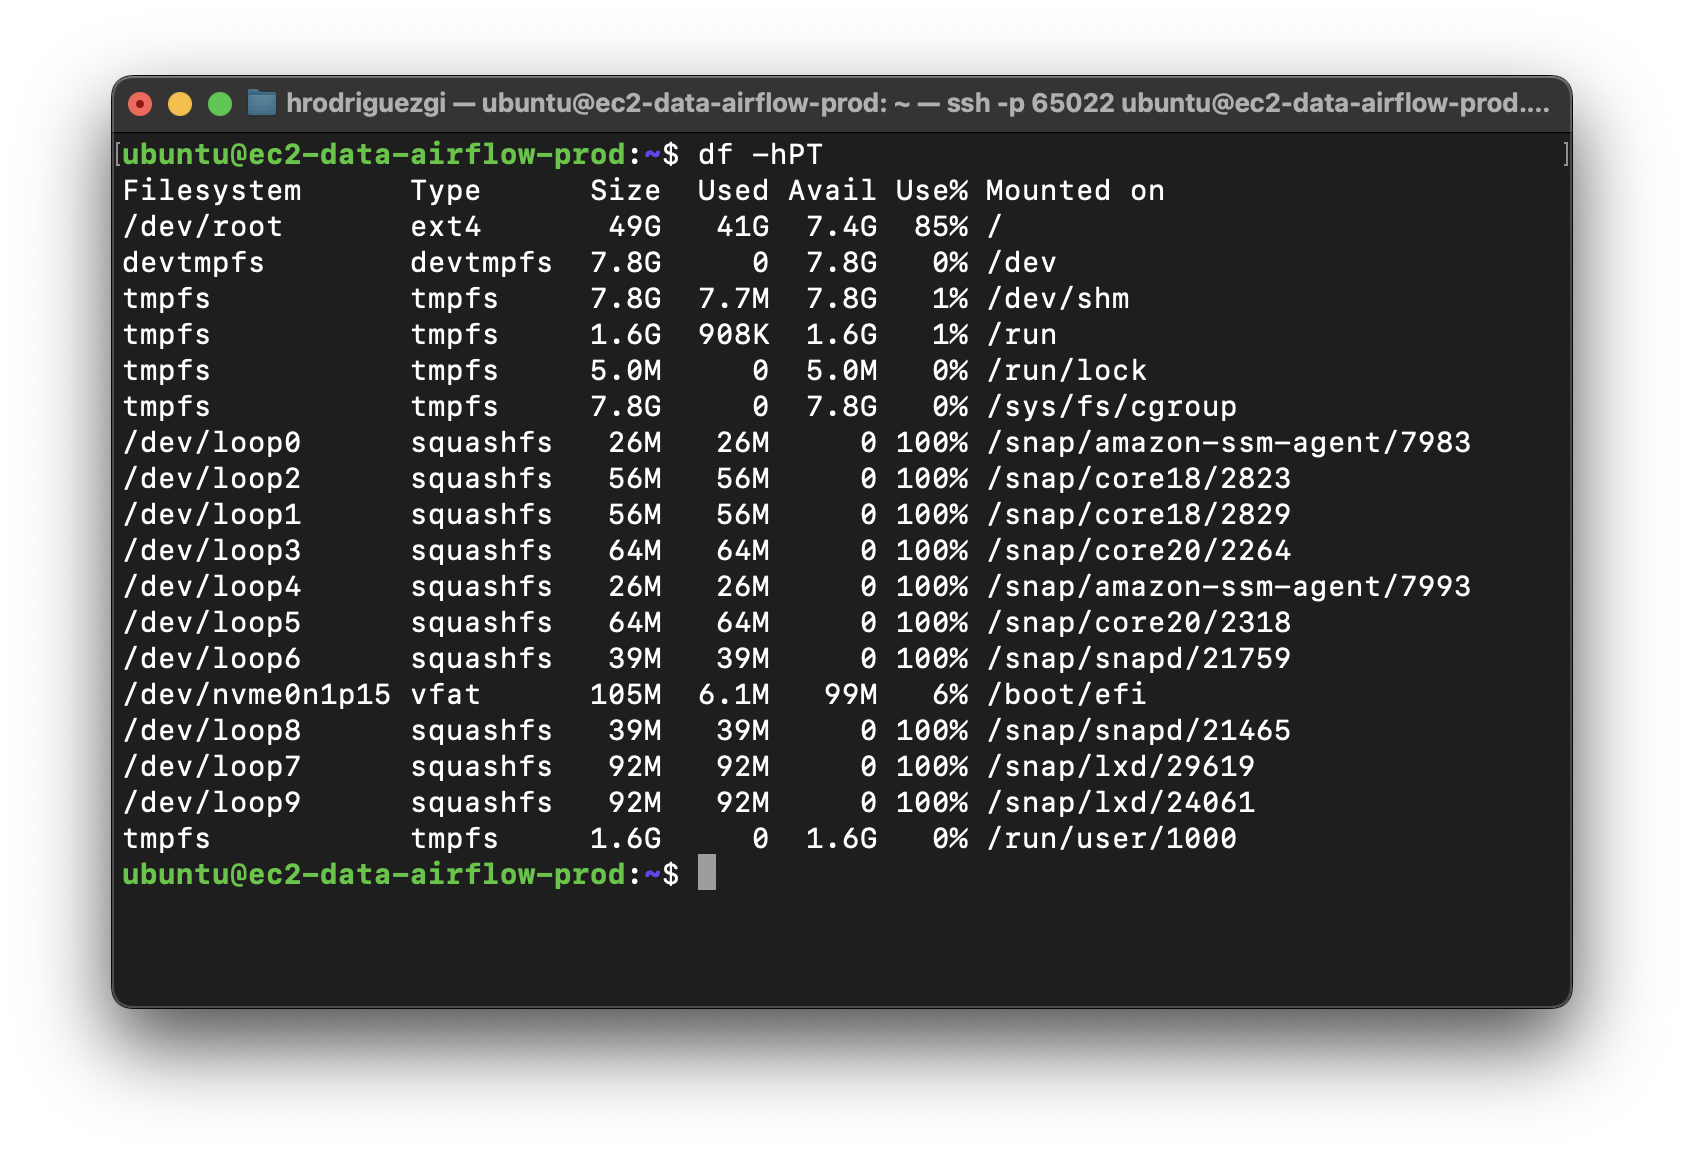 hrodriguezgi — ubuntu@ec2-data-airflow-prod: ~ — ssh -p 65022 ubuntu@ec2-data-airflow-prod....
[ubuntu@ec2-data-airflow-prod:~$ df -hPT ]
Filesystem Type Size Used Avail Use% Mounted on
/dev/root ext4 49G 41G 7.4G 85% /
devtmpfs devtmpfs 7.8G 0 7.8G 0% /dev
tmpfs tmpfs 7.8G 7.7M 7.8G 1% /dev/shm
tmpfs tmpfs 1.6G 908K 1.6G 1% /run
tmpfs tmpfs 5.0M 0 5.0M 0% /run/lock
tmpfs tmpfs 7.8G 0 7.8G 0% /sys/fs/cgroup
/dev/loop0 squashfs 26M 26M 0 100% /snap/amazon-ssm-agent/7983
/dev/loop2 squashfs 56M 56M 0 100% /snap/core18/2823
/dev/loop1 squashfs 56M 56M 0 100% /snap/core18/2829
/dev/loop3 squashfs 64M 64M 0 100% /snap/core20/2264
/dev/loop4 squashfs 26M 26M 0 100% /snap/amazon-ssm-agent/7993
/dev/loop5 squashfs 64M 64M 0 100% /snap/core20/2318
/dev/loop6 squashfs 39M 39M 0 100% /snap/snapd/21759
/dev/nvme0n1p15 vfat 105M 6.1M 99M 6% /boot/efi
/dev/loop8 squashfs 39M 39M 0 100% /snap/snapd/21465
/dev/loop7 squashfs 92M 92M 0 100% /snap/lxd/29619
/dev/loop9 squashfs 92M 92M 0 100% /snap/lxd/24061
tmpfs tmpfs 1.6G 0 1.6G 0% /run/user/1000
ubuntu@ec2-data-airflow-prod:~$